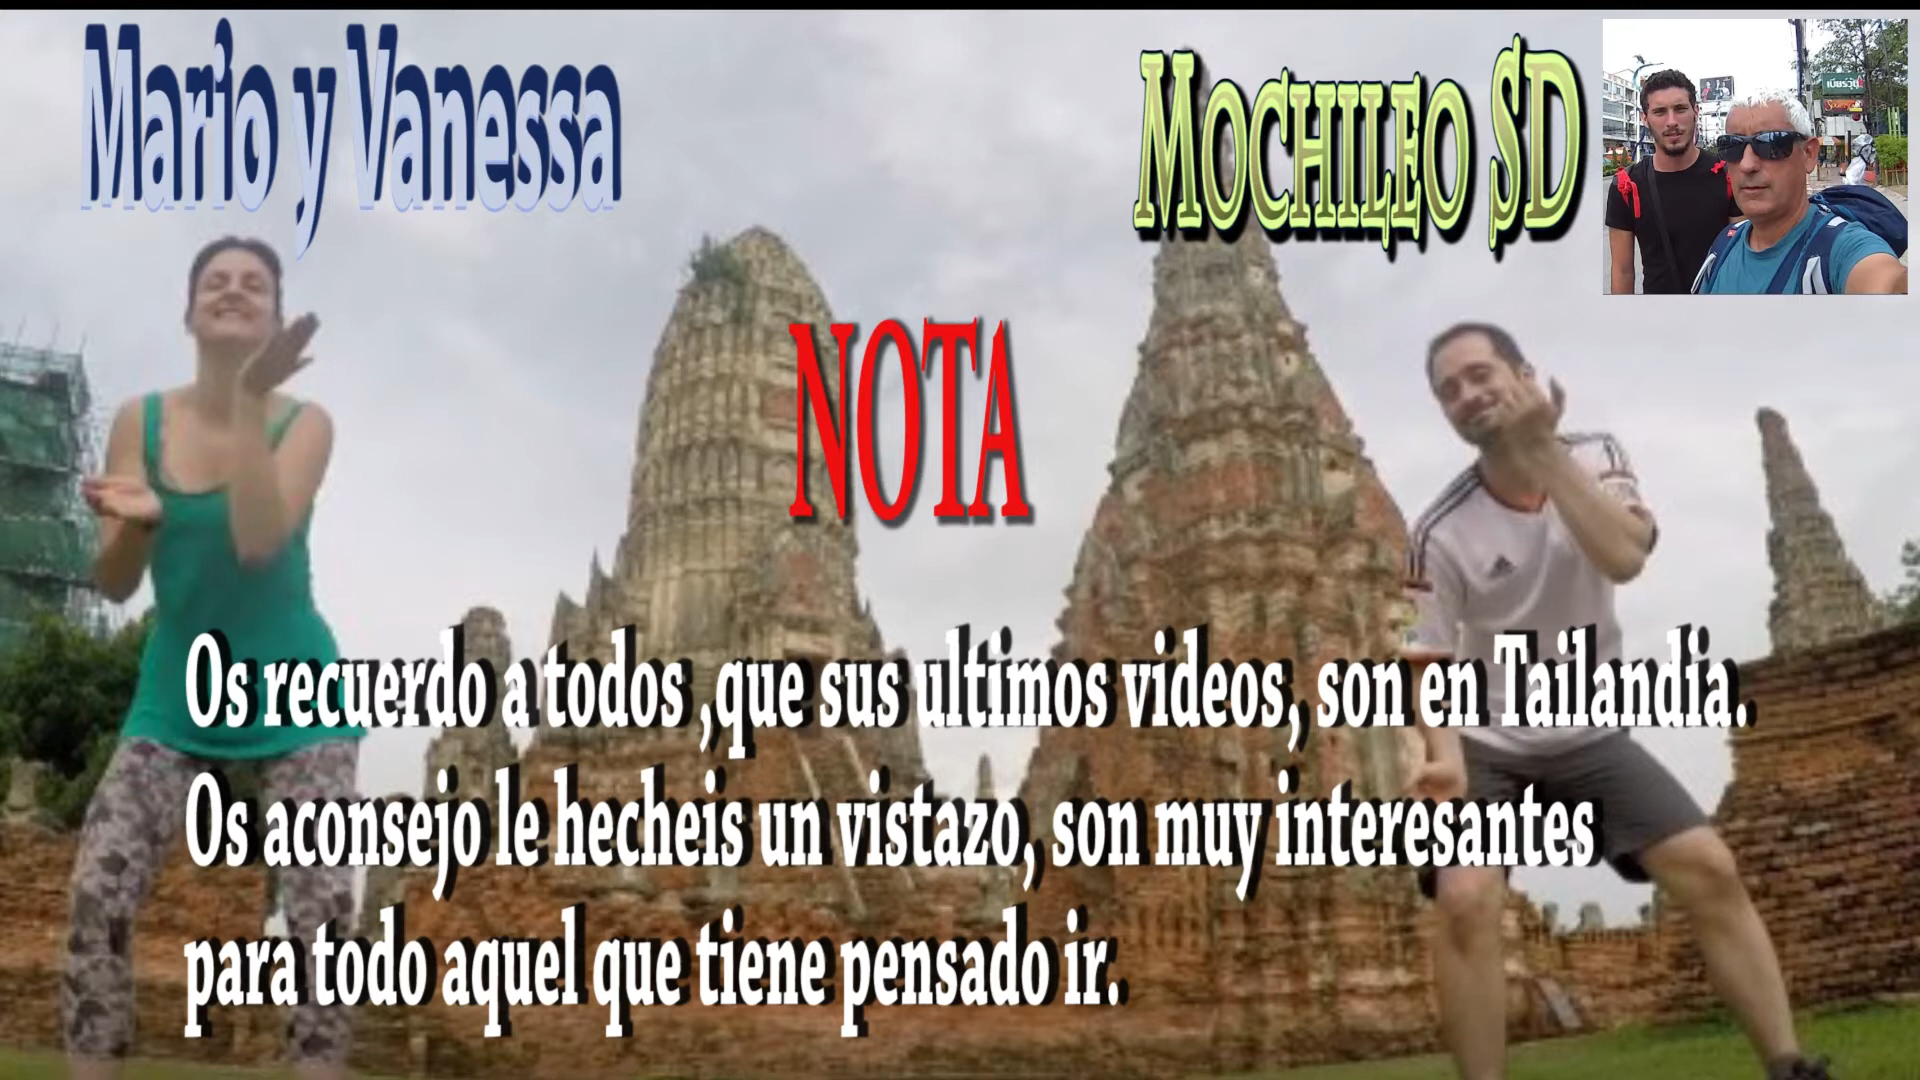 Mario y Vanessa
Mochileo SD
NOTA
Os recuerdo a todos ,que sus ultimos videos, son en Tailandia.
Os aconsejo le hecheis un vistazo, son muy interesantes
para todo aquel que tiene pensado ir.